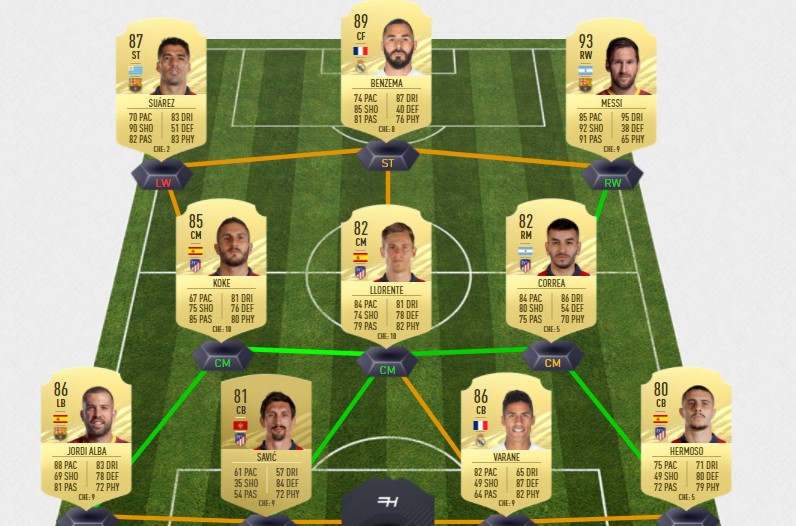 87
ST
SUÁREZ
70 PAC 83 DRI
90 SHO 51 DEF
82 PAS 83 PHY
CHE: 2
89
CF
BENZEMA
74 PAC 87 DRI
85 SHO 40 DEF
81 PAS 76 PHY
CHE: 8
93
RW
MESSI
85 PAC 95 DRI
92 SHO 38 DEF
91 PAS 65 PHY
CHE: 9
LW
ST
RW
85
CM
KOKE
67 PAC 81 DRI
75 SHO 76 DEF
85 PAS 80 PHY
CHE: 10
82
CM
LLORENTE
84 PAC 81 DRI
74 SHO 78 DEF
79 PAS 82 PHY
CHE: 10
82
RM
CORREA
84 PAC 86 DRI
80 SHO 54 DEF
75 PAS 70 PHY
CHE: 5
CM
CM
CM
86
LB
JORDI ALBA
88 PAC 83 DRI
69 SHO 78 DEF
81 PAS 72 PHY
CHE: 9
81
CB
SAVIĆ
61 PAC 57 DRI
35 SHO 84 DEF
54 PAS 72 PHY
CHE: 9
86
CB
VARANE
82 PAC 65 DRI
49 SHO 87 DEF
64 PAS 82 PHY
CHE: 9
80
CB
HERMOSO
75 PAC 71 DRI
49 SHO 80 DEF
72 PAS 79 PHY
CHE: 5